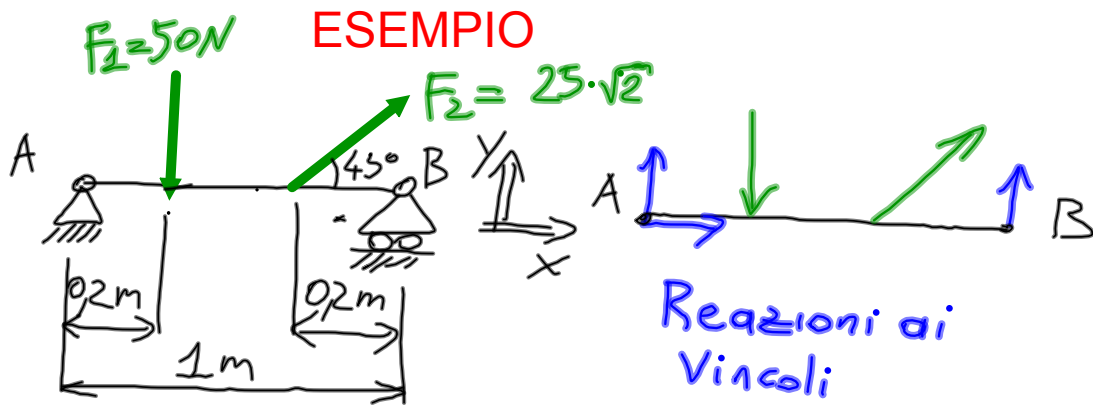 ESEMPIO
F1=50N
F2= 25·√2
A
45°
B
Y
X
A
B
0,2m
0,2m
1m
Reazioni ai
Vincoli